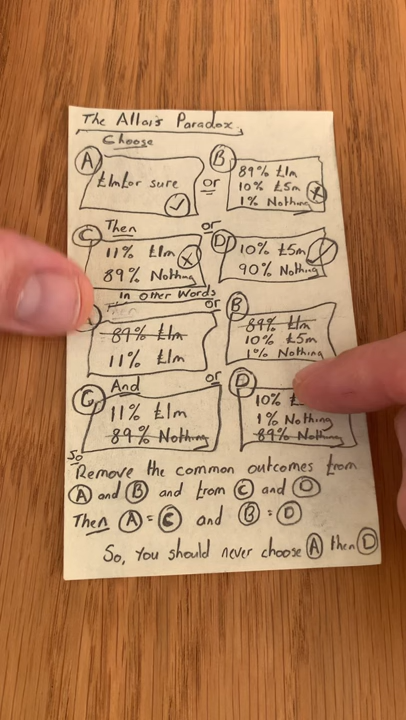 The Allais Paradox
Choose
A £1m for sure
or
B 89% £1m
10% £5m
1% Nothing
Then
C 11% £1m
89% Nothing
or
D 10% £5m
90% Nothing
In Other Words
89% £1m
11% £1m
or
B 89% £1m
10% £5m
1% Nothing
And
C 11% £1m
89% Nothing
or
D 10%
1% Nothing
89% Nothing
So
Remove the common outcomes from
A and B and from C and D
Then A = C and B = D
So, You should never choose A then D